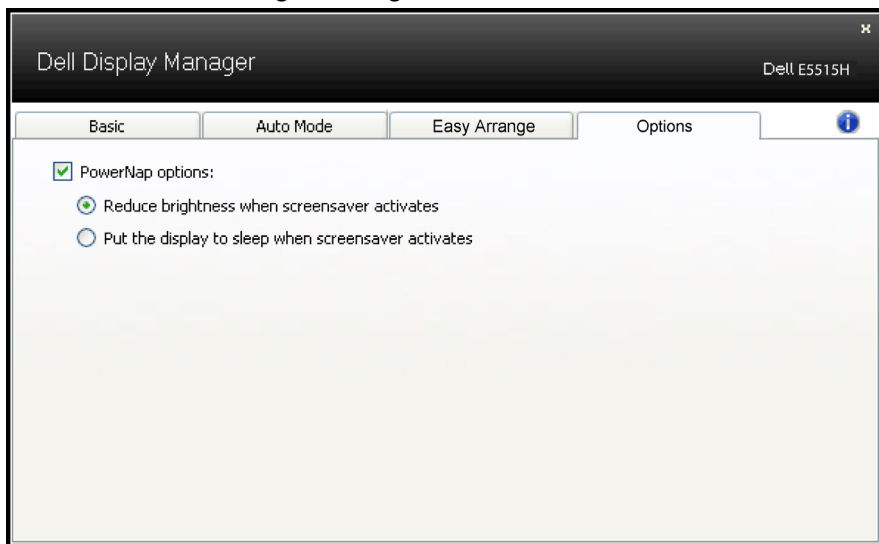 x
Dell Display Manager
Dell E5515H
Basic Auto Mode Easy Arrange Options i
PowerNap options:
Reduce brightness when screensaver activates
Put the display to sleep when screensaver activates